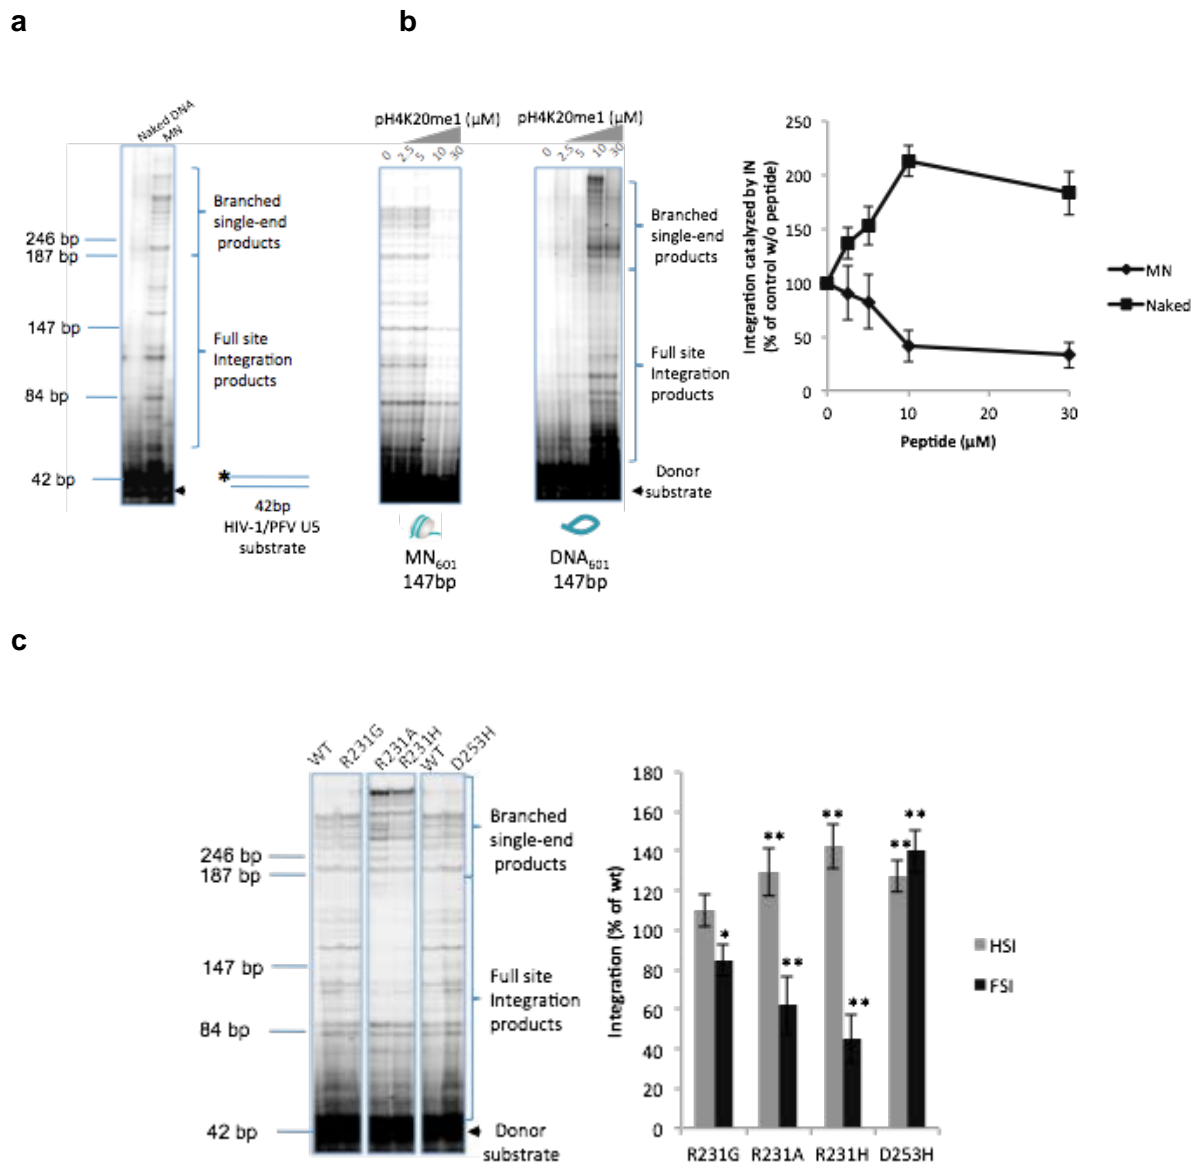 a
b
Naked DNA
MN
Branched
single-end
products
246 bp
187 bp
147 bp
Full site
Integration
products
84 bp
42 bp
*
42bp
HIV-1/PFV U5
substrate
pH4K20me1 (µM)
0 2.5 5 10 30
MN601
147bp
pH4K20me1 (µM)
0 2.5 5 10 30
Branched
single-end
products
Full site
Integration
products
Donor
substrate
DNA601
147bp
Integration catalyzed by IN
(% of control w/o peptide)
250
200
150
100
50
0
0 10 20 30
Peptide (µM)
MN
Naked
c
WT
R231G
R231A
R231H
WT
D253H
Branched
single-end
products
246 bp
187 bp
147 bp
Full site
Integration
products
84 bp
42 bp
Donor
substrate
Integration (% of wt)
180
160
140
120
100
80
60
40
20
0
*
**
**
**
**
**
**
R231G R231A R231H D253H
HSI
FSI